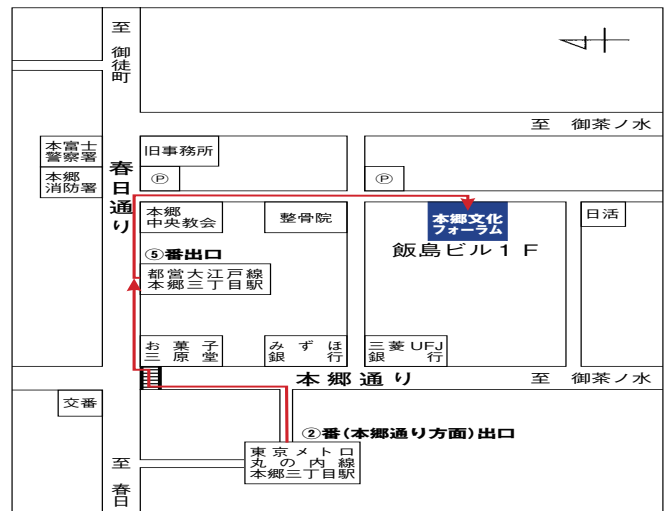 至
御徒町
至 御茶ノ水
本富士
警察署
本郷
消防署
春日通り
旧事務所
Ⓟ
Ⓟ
本郷
中央教会
整骨院
本郷文化
フォーラム
飯島ビル1F
日活
⑤番出口
都営大江戸線
本郷三丁目駅
お菓子
三原堂
みずほ
銀行
三菱UFJ
銀行
本郷通り
至 御茶ノ水
交番
②番(本郷通り方面)出口
東京メトロ
丸の内線
本郷三丁目駅
至
春日